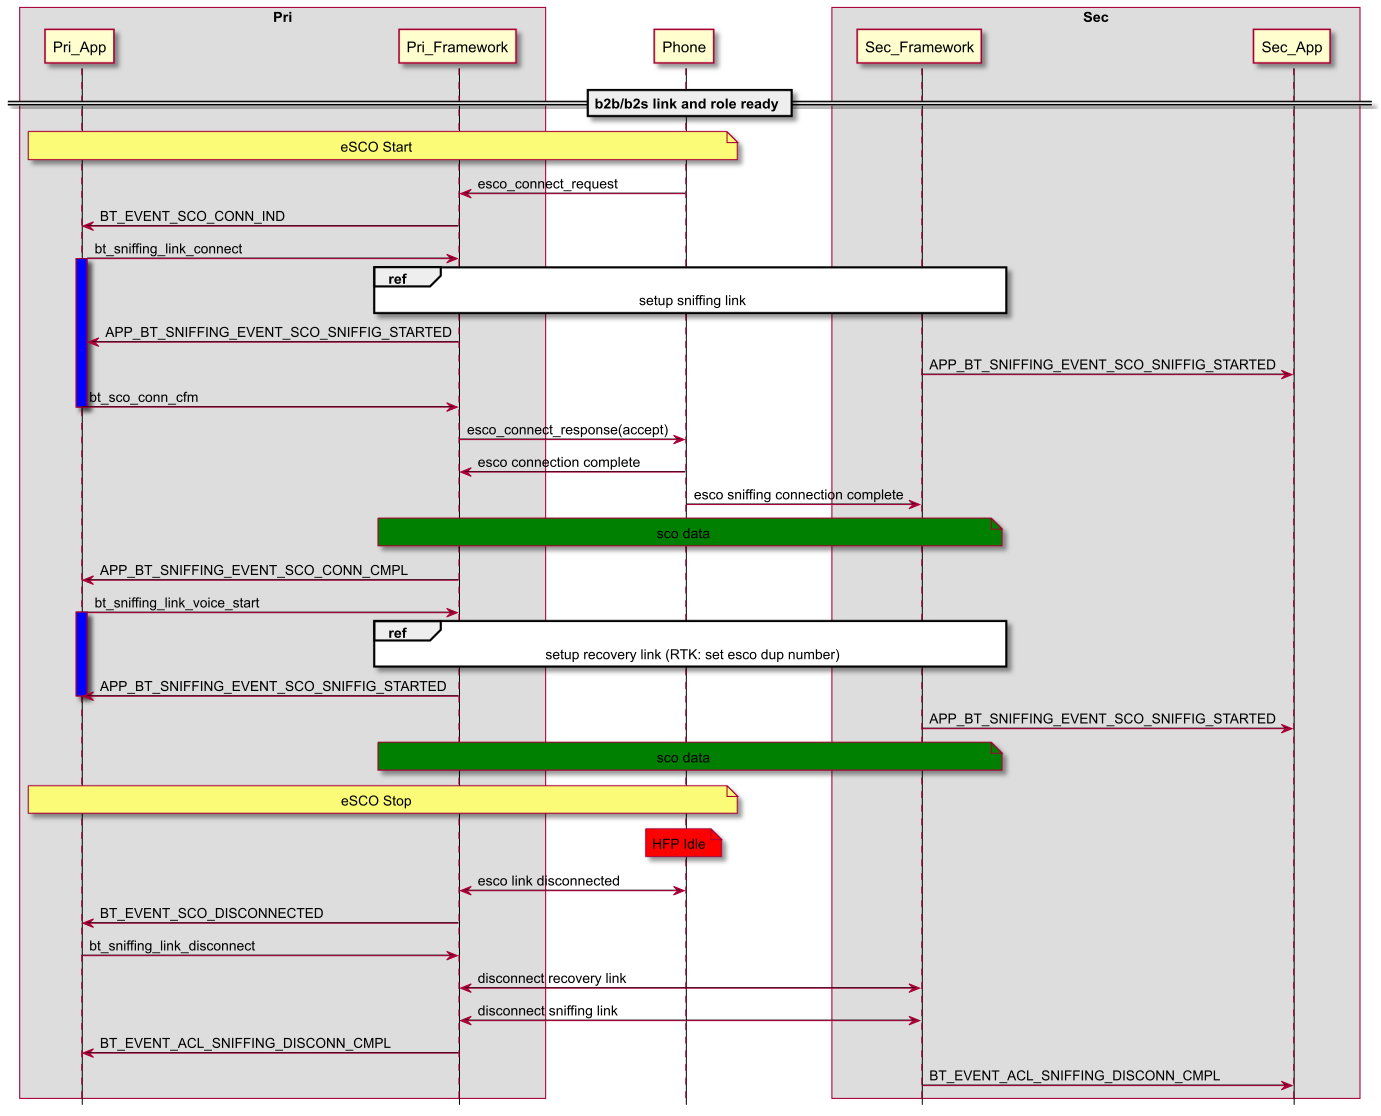 Pri
Sec
Pri_App
Pri_Framework
Phone
Sec_Framework
Sec_App
b2b/b2s link and role ready
eSCO Start
esco_connect_request
BT_EVENT_SCO_CONN_IND
bt_sniffing_link_connect
ref
setup sniffing link
APP_BT_SNIFFING_EVENT_SCO_SNIFFIG_STARTED
APP_BT_SNIFFING_EVENT_SCO_SNIFFIG_STARTED
bt_sco_conn_cfm
esco_connect_response(accept)
esco connection complete
esco sniffing connection complete
sco data
APP_BT_SNIFFING_EVENT_SCO_CONN_CMPL
bt_sniffing_link_voice_start
ref
setup recovery link (RTK: set esco dup number)
APP_BT_SNIFFING_EVENT_SCO_SNIFFIG_STARTED
APP_BT_SNIFFING_EVENT_SCO_SNIFFIG_STARTED
sco data
eSCO Stop
HFP Idle
esco link disconnected
BT_EVENT_SCO_DISCONNECTED
bt_sniffing_link_disconnect
disconnect recovery link
disconnect sniffing link
BT_EVENT_ACL_SNIFFING_DISCONN_CMPL
BT_EVENT_ACL_SNIFFING_DISCONN_CMPL